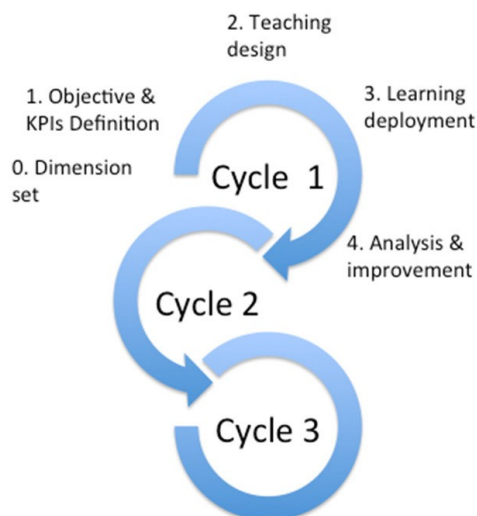 2. Teaching
design
1. Objective &
KPIs Definition
3. Learning
deployment
0. Dimension
set
Cycle 1
4. Analysis &
improvement
Cycle 2
Cycle 3